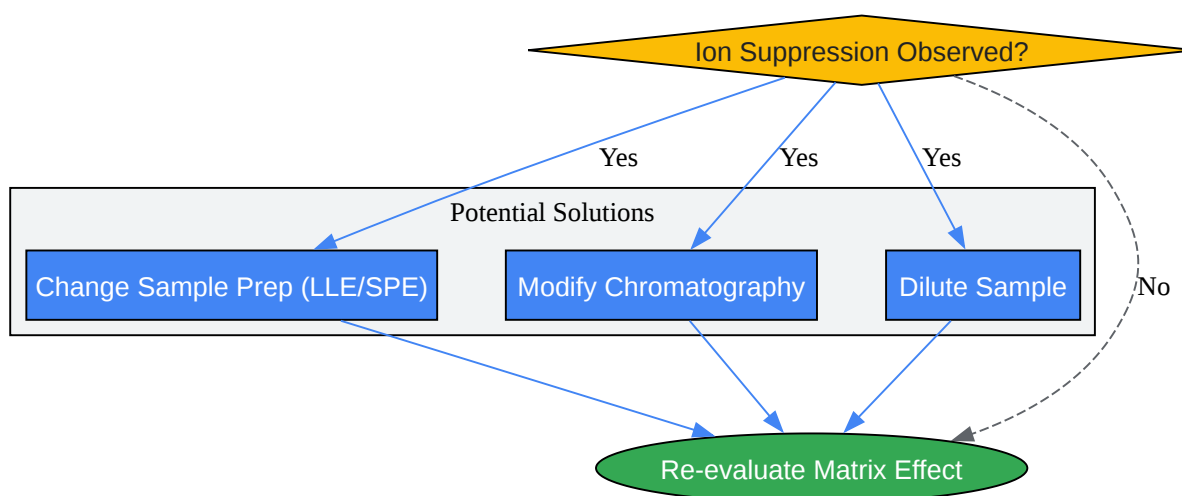 Ion Suppression Observed?
Yes
Yes
Yes
Potential Solutions
Change Sample Prep (LLE/SPE)
Modify Chromatography
Dilute Sample
No
Re-evaluate Matrix Effect